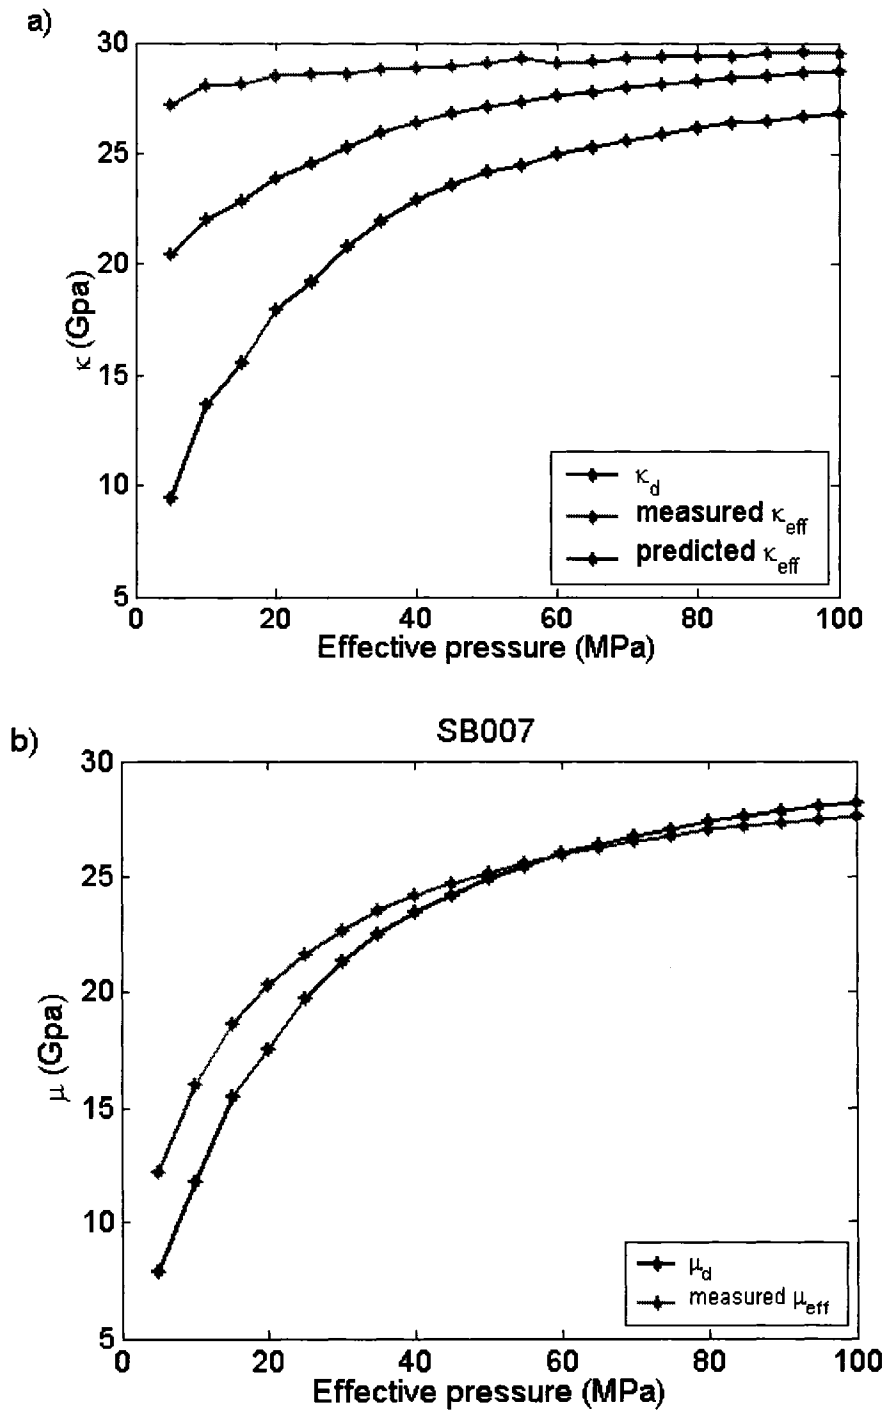 a)
30
25
20
15
10
5
κ (Gpa)
κd
measured κeff
predicted κeff
0 20 40 60 80 100
Effective pressure (MPa)
b)
SB007
30
25
20
15
10
5
μ (Gpa)
μd
measured μeff
0 20 40 60 80 100
Effective pressure (MPa)